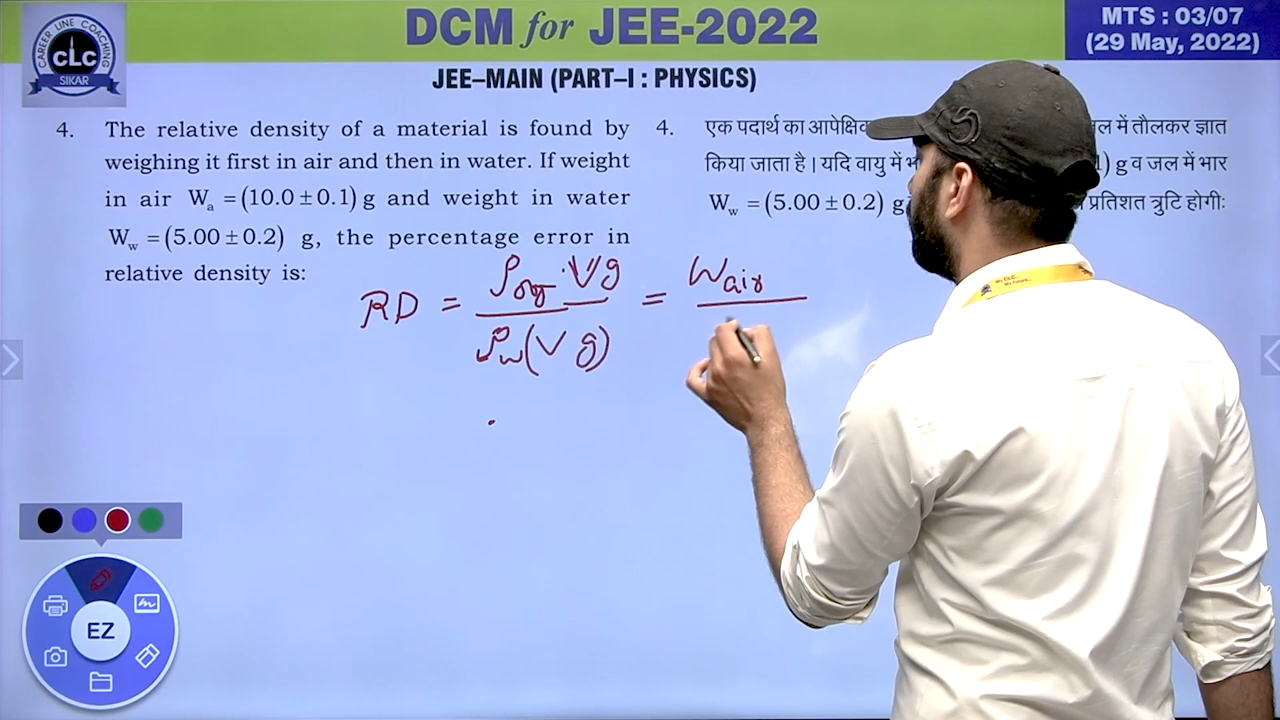 DCM for JEE-2022
MTS : 03/07
(29 May, 2022)
CAREER LINE COACHING
CLC
SIKAR
JEE–MAIN (PART–I : PHYSICS)
4. The relative density of a material is found by
weighing it first in air and then in water. If weight
in air Wa = (10.0 ± 0.1) g and weight in water
Ww = (5.00 ± 0.2) g, the percentage error in
relative density is:
4. एक पदार्थ का आपेक्षिक में तौलकर ज्ञात
किया जाता है। यदि वायु में g व जल में भार
Ww = (5.00 ± 0.2) g प्रतिशत त्रुटि होगी:
RD = ρ Vg / ρw(V g) = Wair
EZ